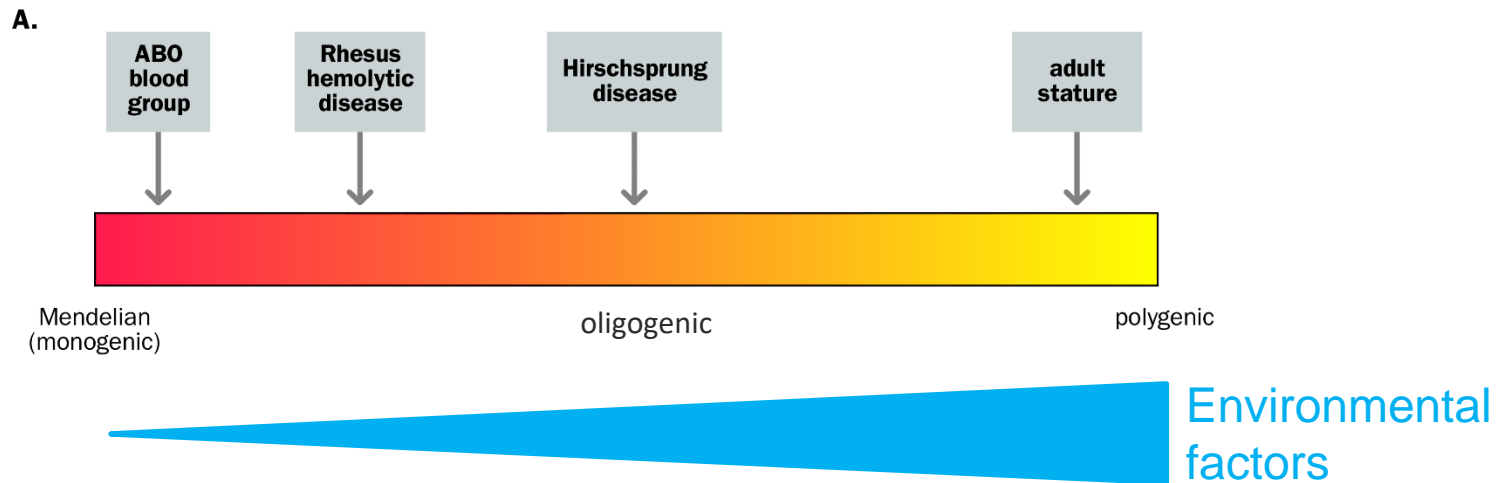 A.
ABO
blood
group
Rhesus
hemolytic
disease
Hirschsprung
disease
adult
stature
Mendelian
(monogenic)
oligogenic
polygenic
Environmental
factors